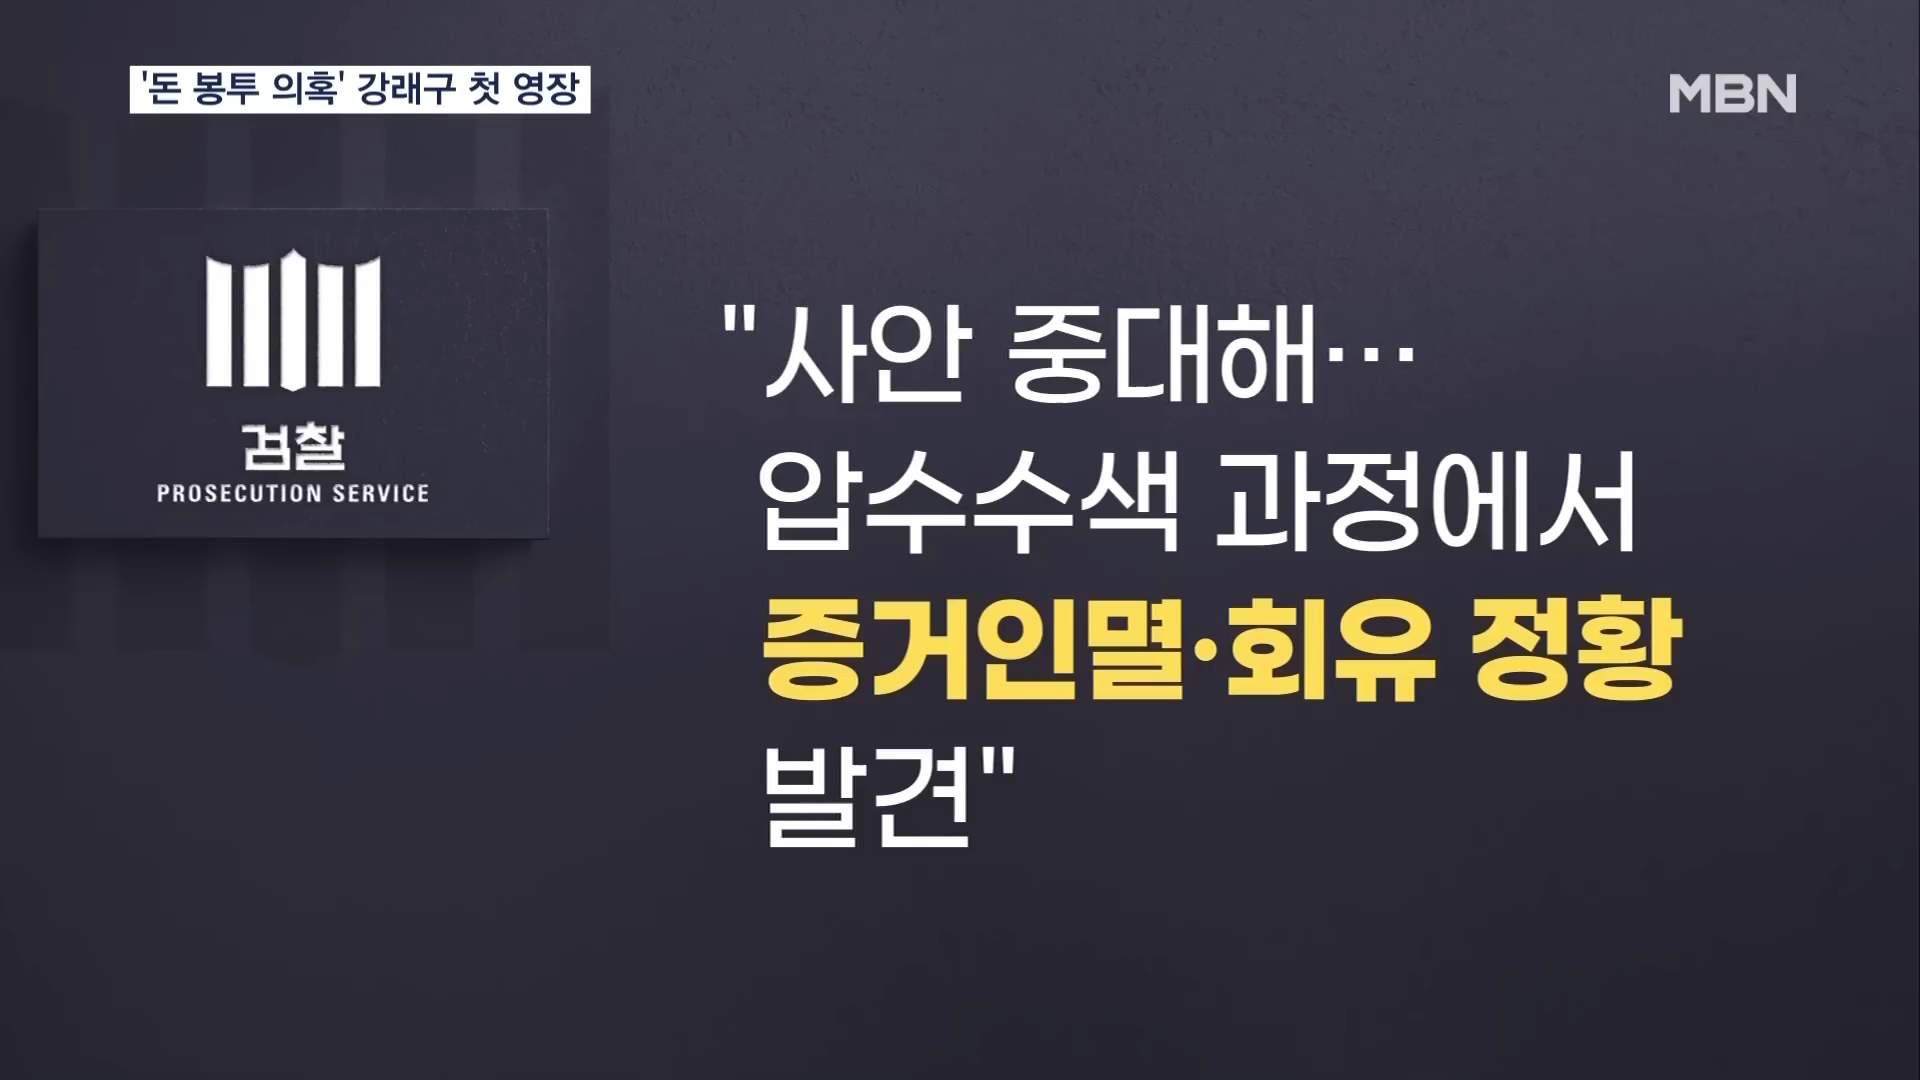 '돈 봉투 의혹' 강래구 첫 영장
MBN
검찰
PROSECUTION SERVICE
"사안 중대해…
압수수색 과정에서
증거인멸·회유 정황
발견"